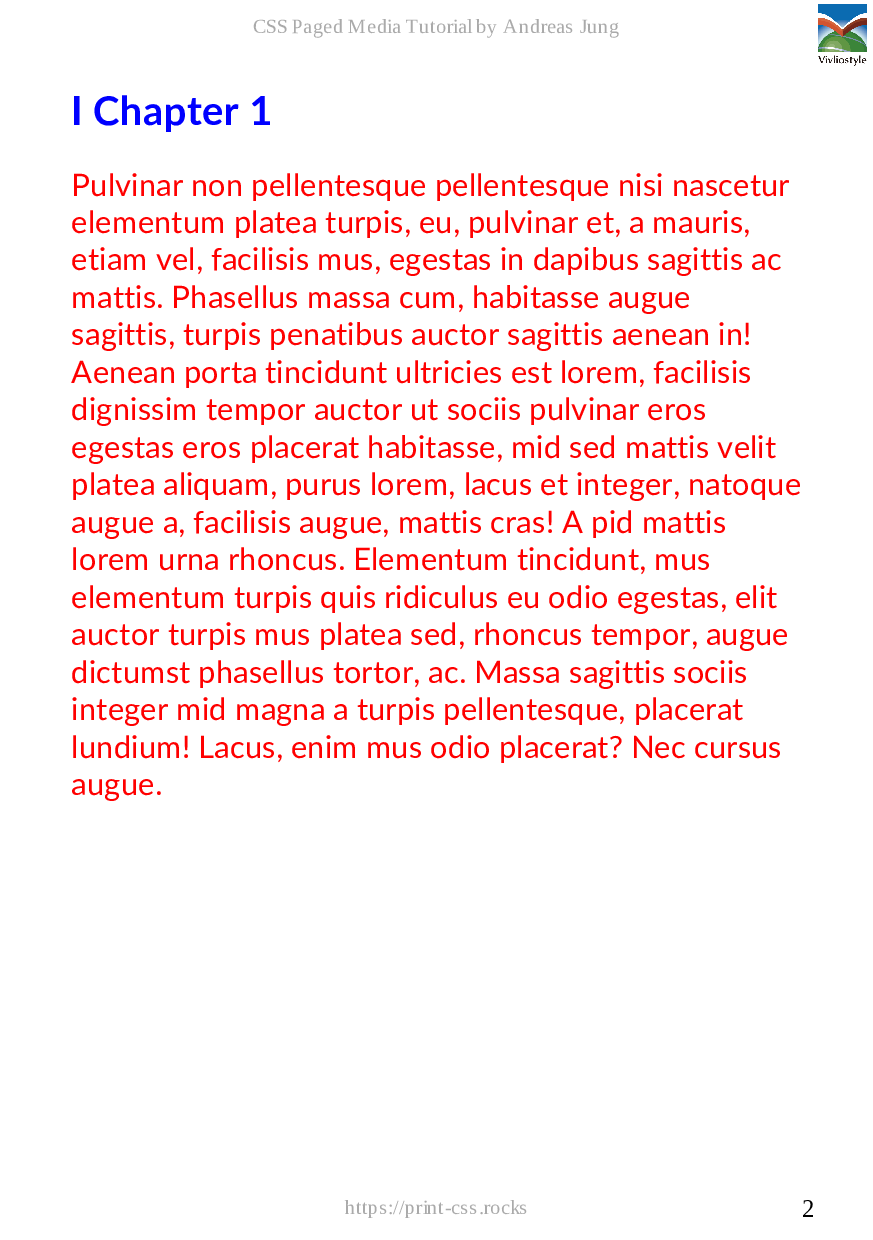 CSS Paged Media Tutorial by Andreas Jung
Vivliostyle
I Chapter 1
Pulvinar non pellentesque pellentesque nisi nascetur
elementum platea turpis, eu, pulvinar et, a mauris,
etiam vel, facilisis mus, egestas in dapibus sagittis ac
mattis. Phasellus massa cum, habitasse augue
sagittis, turpis penatibus auctor sagittis aenean in!
Aenean porta tincidunt ultricies est lorem, facilisis
dignissim tempor auctor ut sociis pulvinar eros
egestas eros placerat habitasse, mid sed mattis velit
platea aliquam, purus lorem, lacus et integer, natoque
augue a, facilisis augue, mattis cras! A pid mattis
lorem urna rhoncus. Elementum tincidunt, mus
elementum turpis quis ridiculus eu odio egestas, elit
auctor turpis mus platea sed, rhoncus tempor, augue
dictumst phasellus tortor, ac. Massa sagittis sociis
integer mid magna a turpis pellentesque, placerat
lundium! Lacus, enim mus odio placerat? Nec cursus
augue.
https://print-css.rocks
2